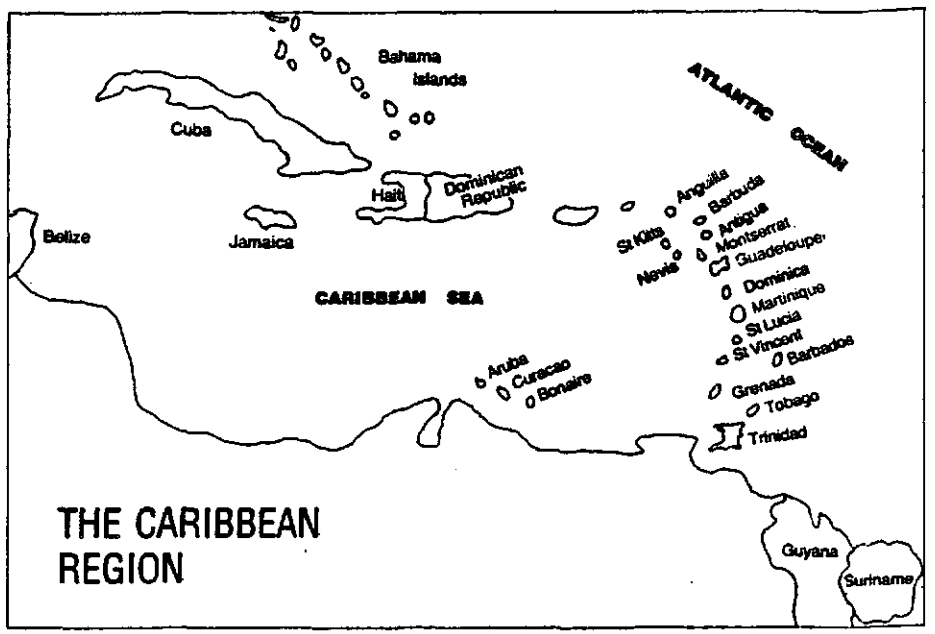 Bahama
Islands
ATLANTIC OCEAN
Cuba
Haiti
Dominican
Republic
Anguilla
Barbuda
Antigua
Montserrat
Guadeloupe
St Kitts
Nevis
Belize
Jamaica
Dominica
Martinique
CARIBBEAN SEA
St Lucia
St Vincent
Barbados
Aruba
Curacao
Bonaire
Grenada
Tobago
Trinidad
THE CARIBBEAN
REGION
Guyana
Suriname